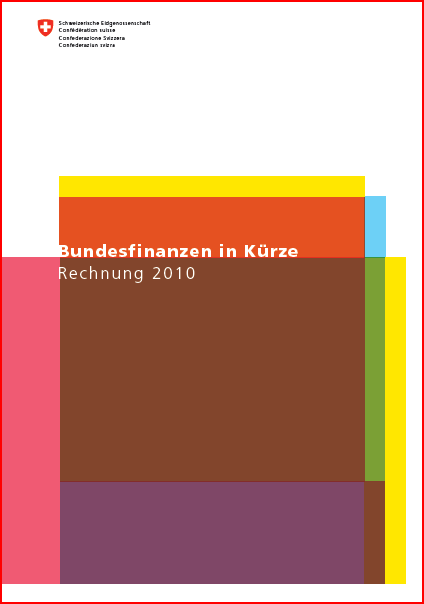 Schweizerische Eidgenossenschaft
Confédération suisse
Confederazione Svizzera
Confederaziun svizra
Bundesfinanzen in Kürze
Rechnung 2010